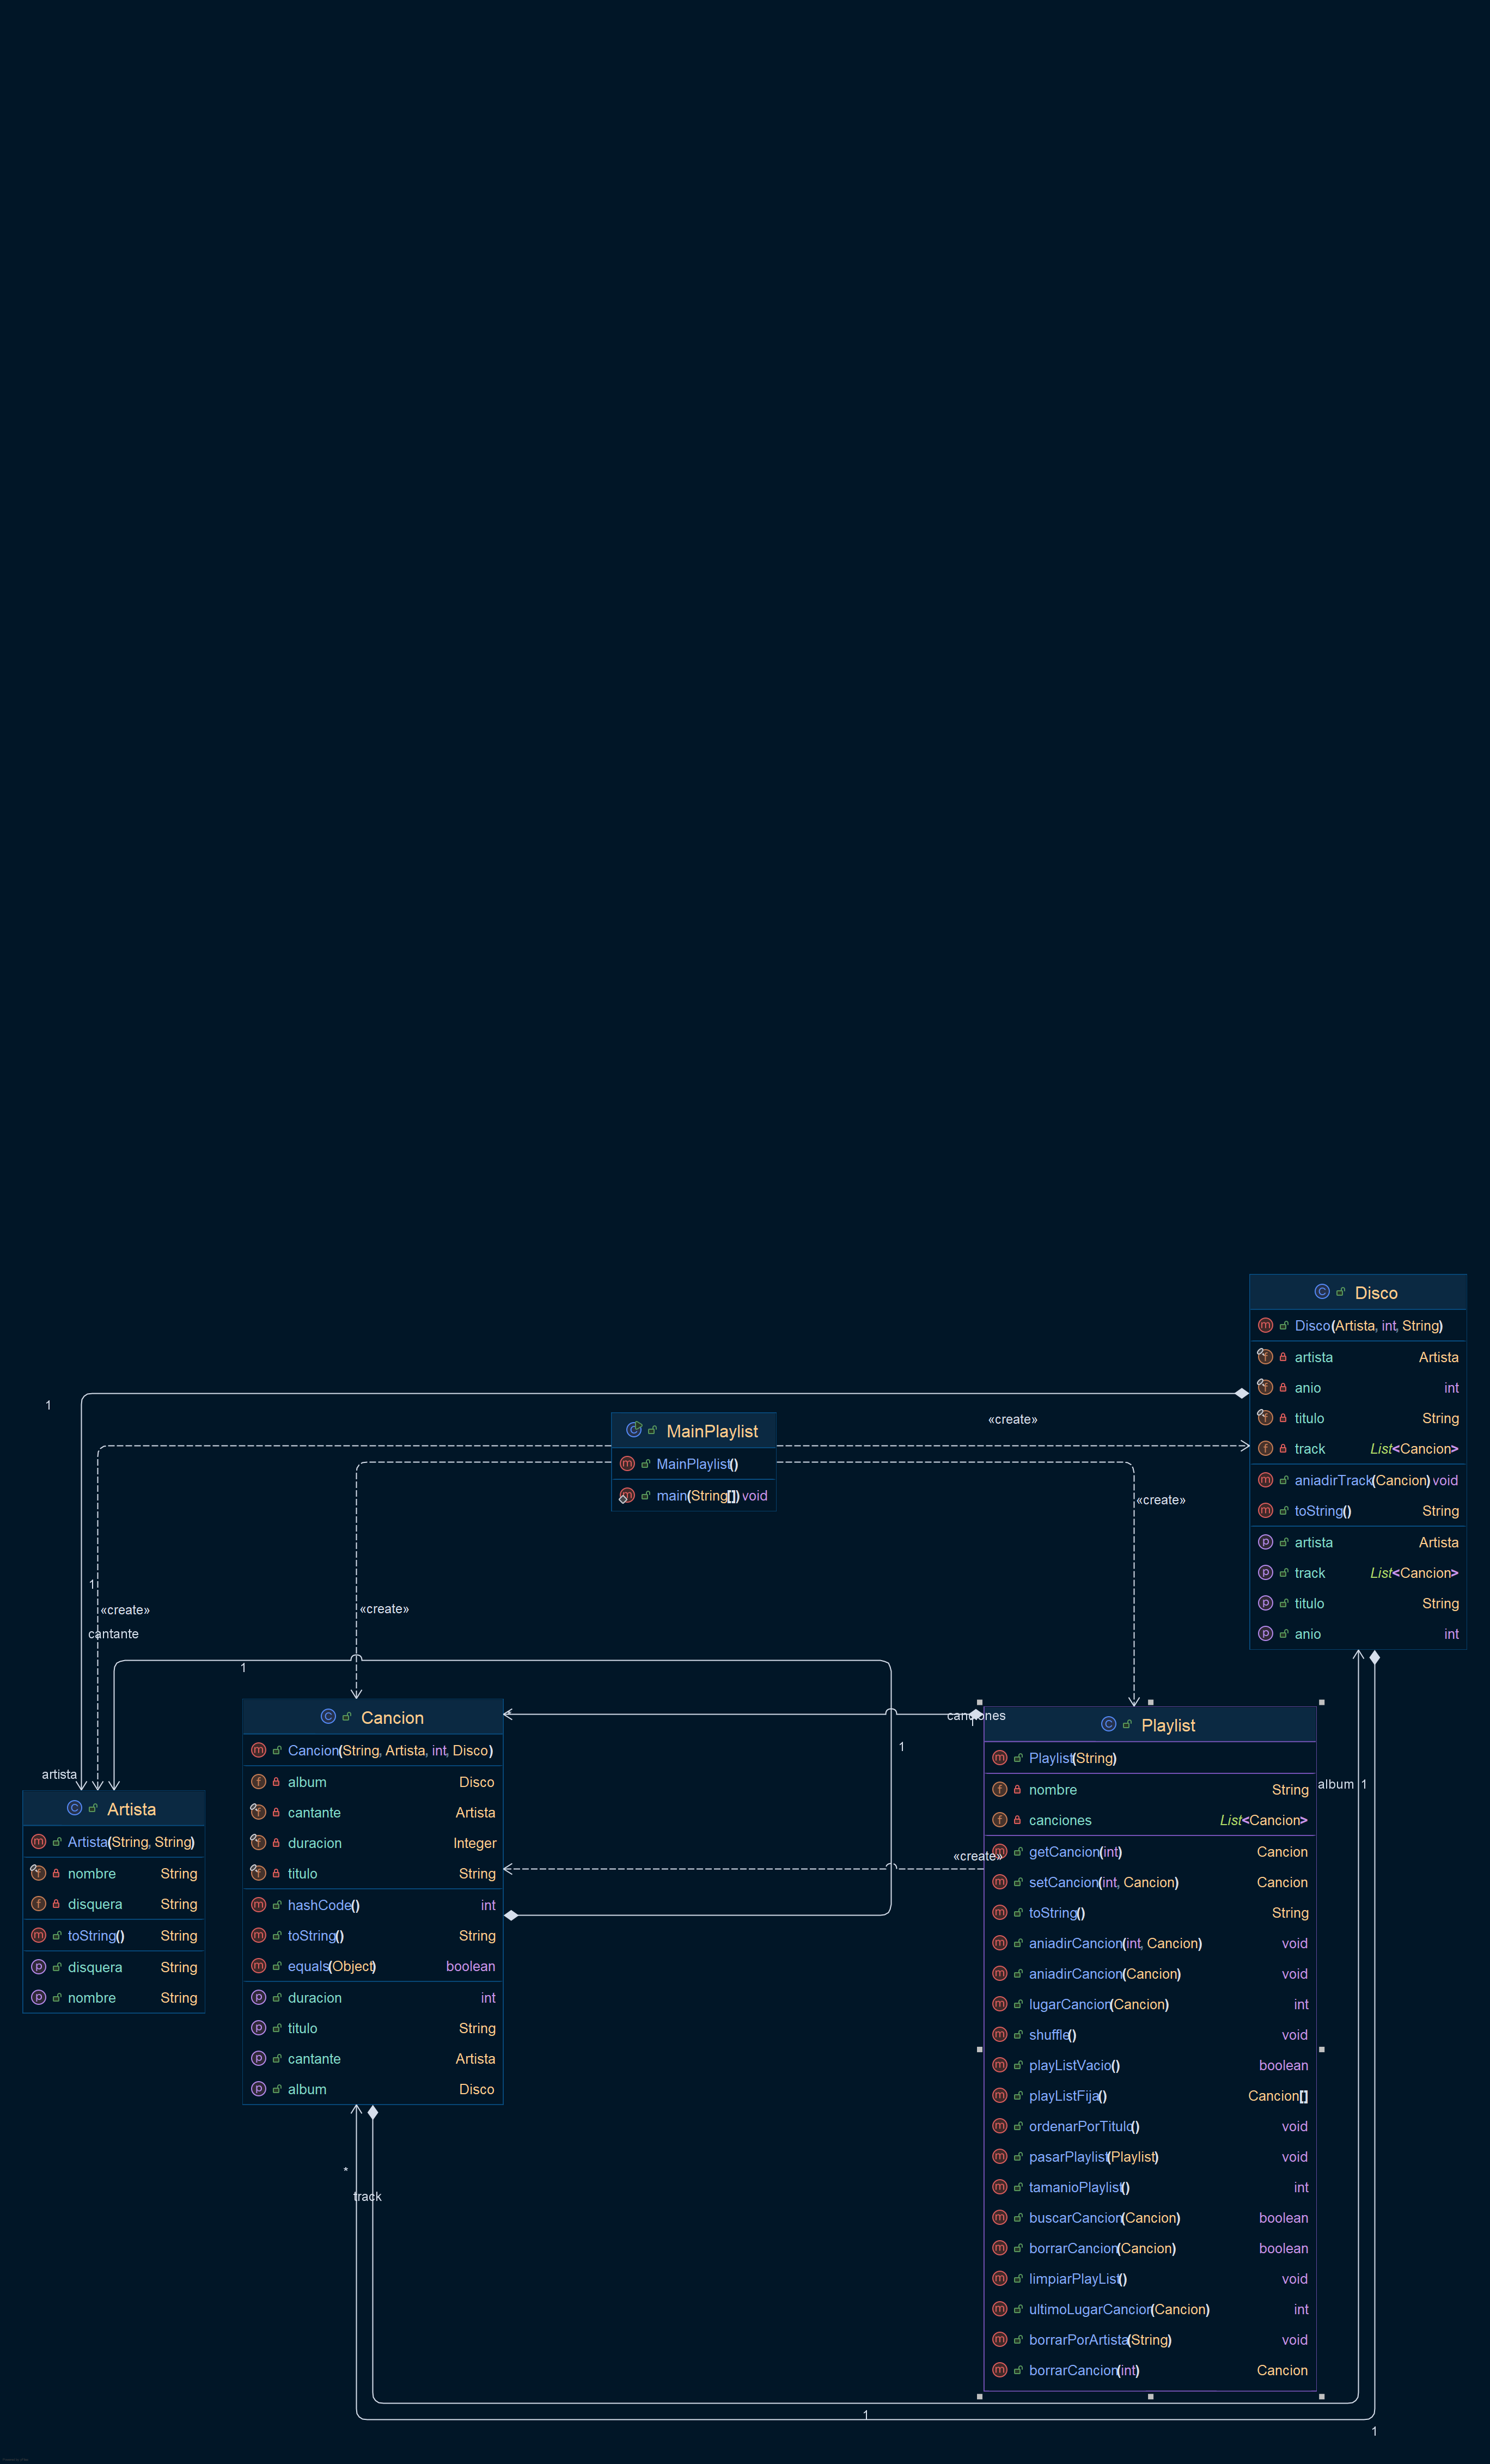 Disco
Disco(Artista, int, String)
artista Artista
anio int
titulo String
track List<Cancion>
aniadirTrack(Cancion) void
toString() String
artista Artista
track List<Cancion>
titulo String
anio int
1
«create»
MainPlaylist
MainPlaylist()
main(String[]) void
«create»
1
«create»
«create»
cantante
1
Cancion
Cancion(String, Artista, int, Disco)
album Disco
cantante Artista
duracion Integer
titulo String
hashCode() int
toString() String
equals(Object) boolean
duracion int
titulo String
cantante Artista
album Disco
*
canciones
1
1
Playlist
Playlist(String)
nombre String
canciones List<Cancion>
«create»
getCancion(int) Cancion
setCancion(int, Cancion) Cancion
toString() String
aniadirCancion(int, Cancion) void
aniadirCancion(Cancion) void
lugarCancion(Cancion) int
shuffle() void
playListVacio() boolean
playListFija() Cancion[]
ordenarPorTitulo() void
pasarPlaylist(Playlist) void
tamanioPlaylist() int
buscarCancion(Cancion) boolean
borrarCancion(Cancion) boolean
limpiarPlayList() void
ultimoLugarCancion(Cancion) int
borrarPorArtista(String) void
borrarCancion(int) Cancion
album 1
artista
Artista
Artista(String, String)
nombre String
disquera String
toString() String
disquera String
nombre String
*
track
1
1